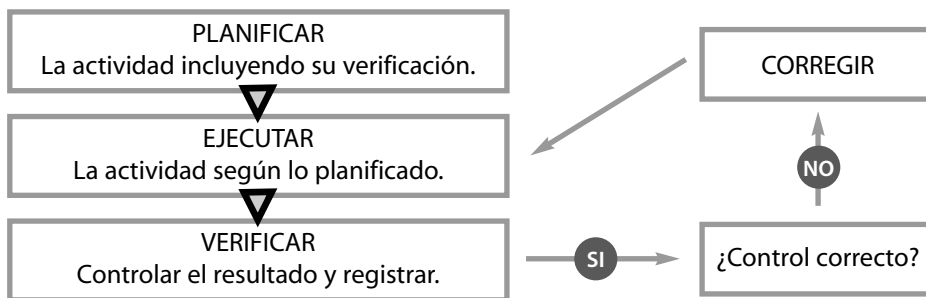 PLANIFICAR
La actividad incluyendo su verificación.
EJECUTAR
La actividad según lo planificado.
VERIFICAR
Controlar el resultado y registrar.
SI
¿Control correcto?
NO
CORREGIR